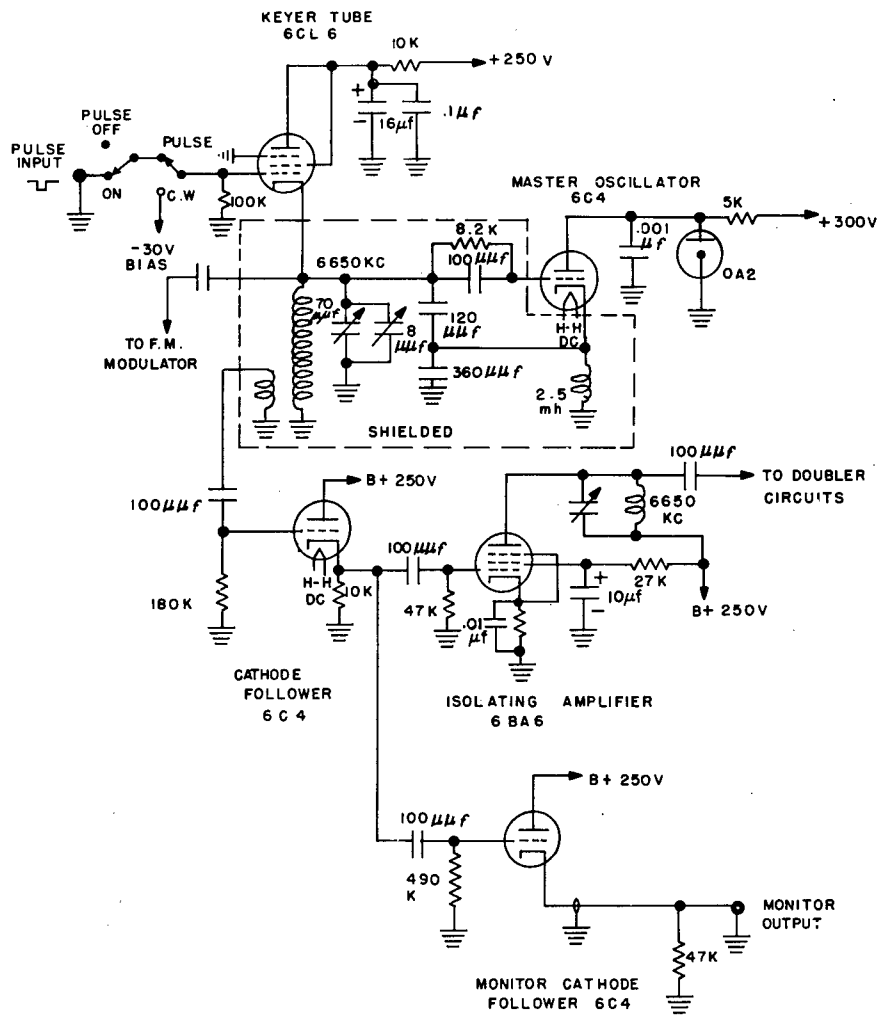 KEYER TUBE
6CL6
10K
+250 V
+
-
16µf
.1µf
PULSE
OFF
PULSE
INPUT
PULSE
ON
C.W
100K
-30V
BIAS
MASTER OSCILLATOR
6C4
5K
+300V
.001
µf
OA2
8.2K
6650KC
100µµf
70
µµf
8
µµf
120
µµf
H-H
DC
360µµf
2.5
mh
TO F.M.
MODULATOR
SHIELDED
100µµf
B+ 250V
100µµf
TO DOUBLER
CIRCUITS
6650
KC
100µµf
H-H
DC
10K
180K
47K
.01
µf
+
10µf
-
27K
B+ 250V
CATHODE
FOLLOWER
6C4
ISOLATING AMPLIFIER
6BA6
B+ 250V
100µµf
490
K
MONITOR
OUTPUT
47K
MONITOR CATHODE
FOLLOWER 6C4